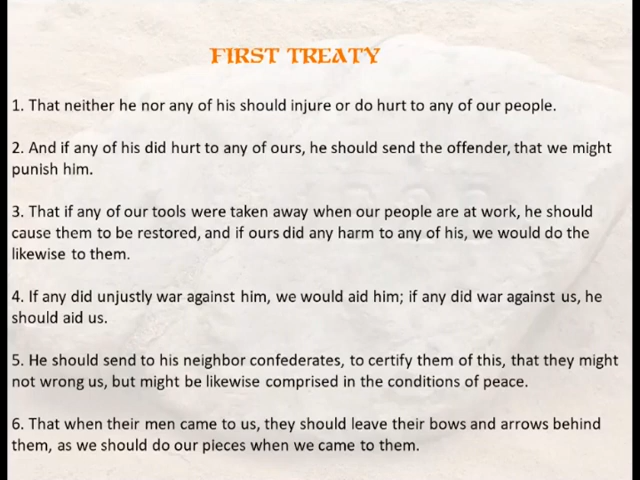 FIRST TREATY
1. That neither he nor any of his should injure or do hurt to any of our people.
2. And if any of his did hurt to any of ours, he should send the offender, that we might
punish him.
3. That if any of our tools were taken away when our people are at work, he should
cause them to be restored, and if ours did any harm to any of his, we would do the
likewise to them.
4. If any did unjustly war against him, we would aid him; if any did war against us, he
should aid us.
5. He should send to his neighbor confederates, to certify them of this, that they might
not wrong us, but might be likewise comprised in the conditions of peace.
6. That when their men came to us, they should leave their bows and arrows behind
them, as we should do our pieces when we came to them.